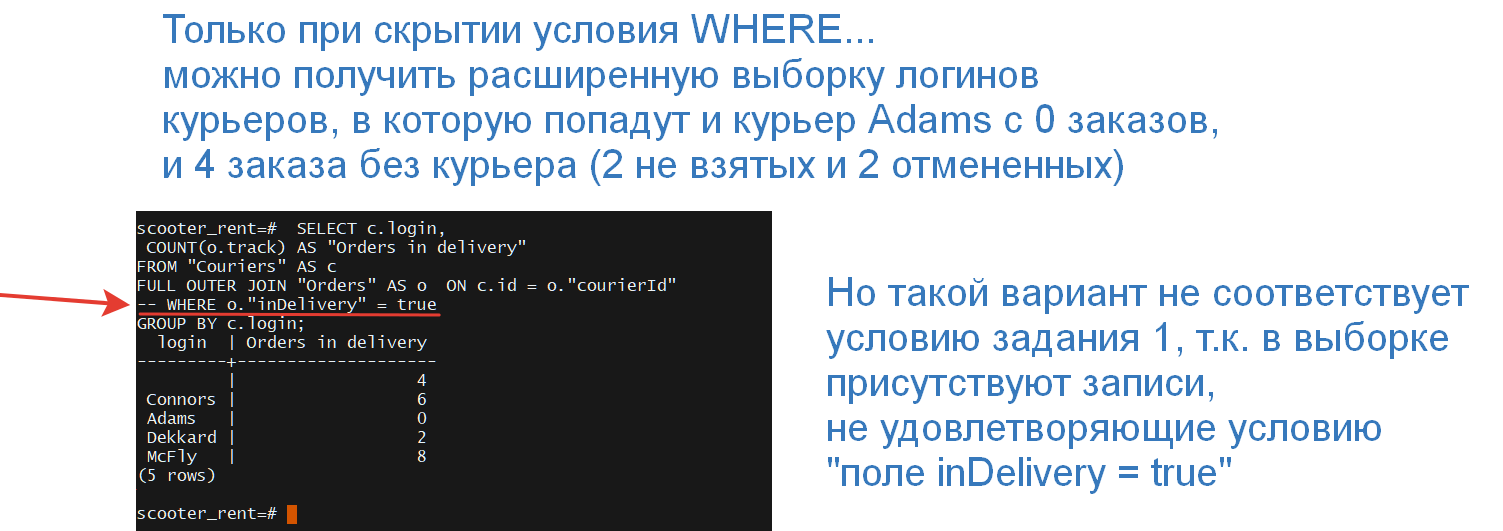 Только при скрытии условия WHERE...
можно получить расширенную выборку логинов
курьеров, в которую попадут и курьер Adams с 0 заказов,
и 4 заказа без курьера (2 не взятых и 2 отмененных)
scooter_rent=#  SELECT c.login,
 COUNT(o.track) AS "Orders in delivery"
FROM "Couriers" AS c
FULL OUTER JOIN "Orders" AS o  ON c.id = o."courierId"
-- WHERE o."inDelivery" = true
GROUP BY c.login;
  login  | Orders in delivery
---------+--------------------
         |                  4
 Connors |                  6
 Adams   |                  0
 Dekkard |                  2
 McFly   |                  8
(5 rows)
scooter_rent=#
Но такой вариант не соответствует
условию задания 1, т.к. в выборке
присутствуют записи,
не удовлетворяющие условию
"поле inDelivery = true"